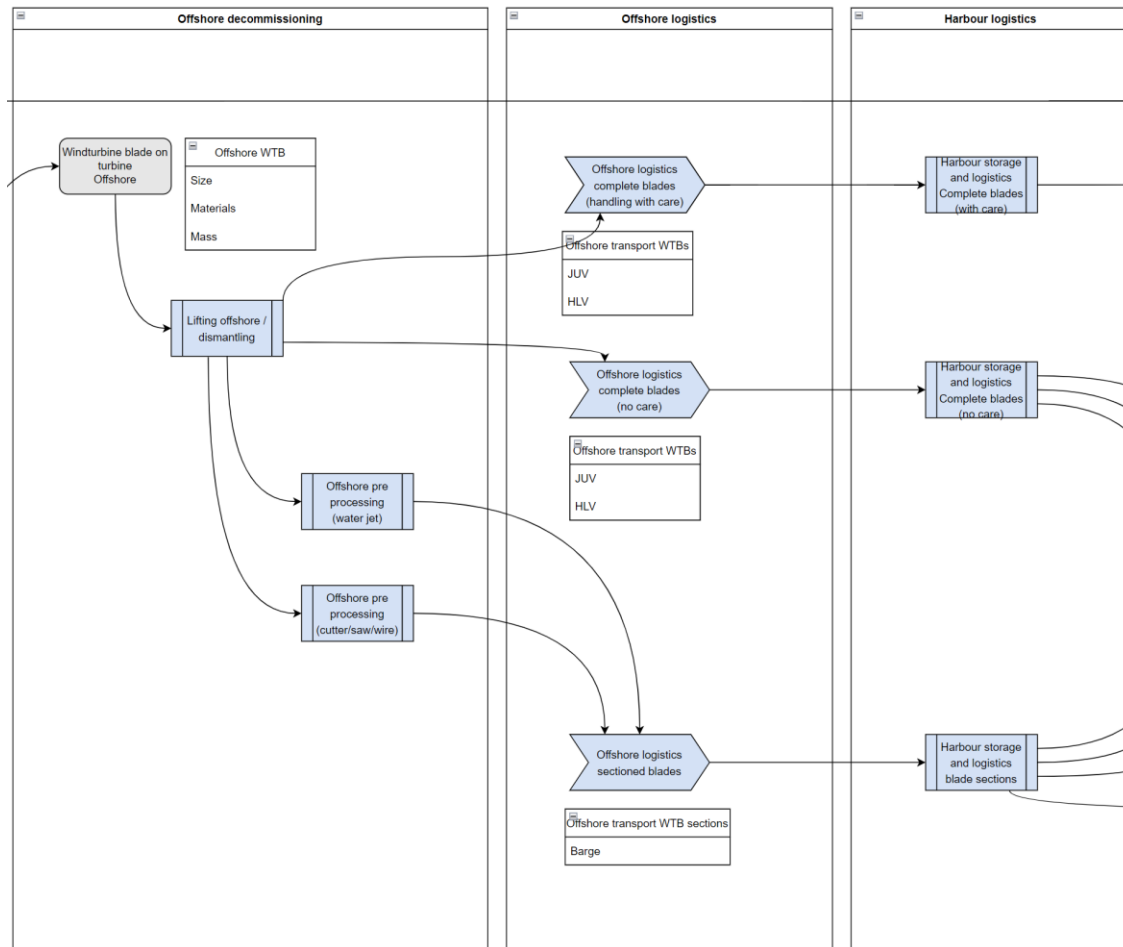 Offshore decommissioning
Offshore logistics
Harbour logistics
Windturbine blade on
turbine
Offshore
Offshore WTB
Size
Materials
Mass
Lifting offshore /
dismantling
Offshore pre
processing
(water jet)
Offshore pre
processing
(cutter/saw/wire)
Offshore logistics
complete blades
(handling with care)
Offshore transport WTBs
JUV
HLV
Offshore logistics
complete blades
(no care)
Offshore transport WTBs
JUV
HLV
Offshore logistics
sectioned blades
Offshore transport WTB sections
Barge
Harbour storage
and logistics
Complete blades
(with care)
Harbour storage
and logistics
Complete blades
(no care)
Harbour storage
and logistics
blade sections